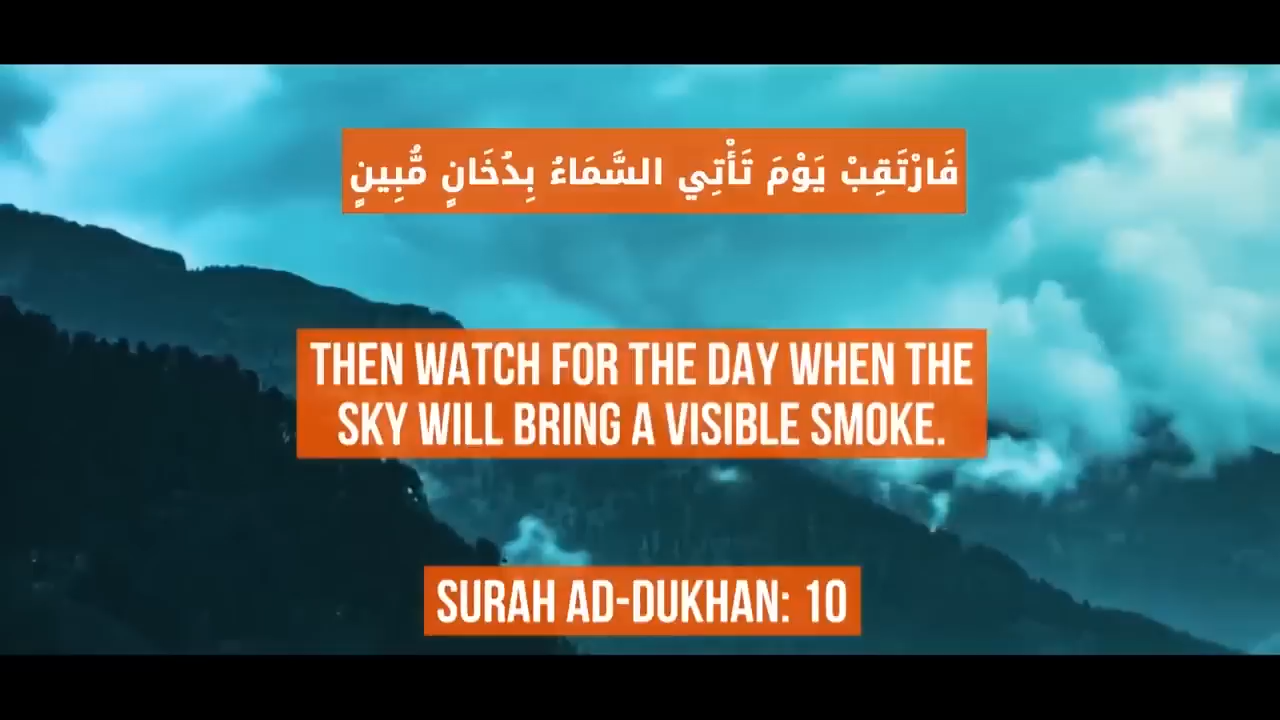 فَارْتَقِبْ يَوْمَ تَأْتِي السَّمَاءُ بِدُخَانٍ مُّبِينٍ
THEN WATCH FOR THE DAY WHEN THE
SKY WILL BRING A VISIBLE SMOKE.
SURAH AD-DUKHAN: 10